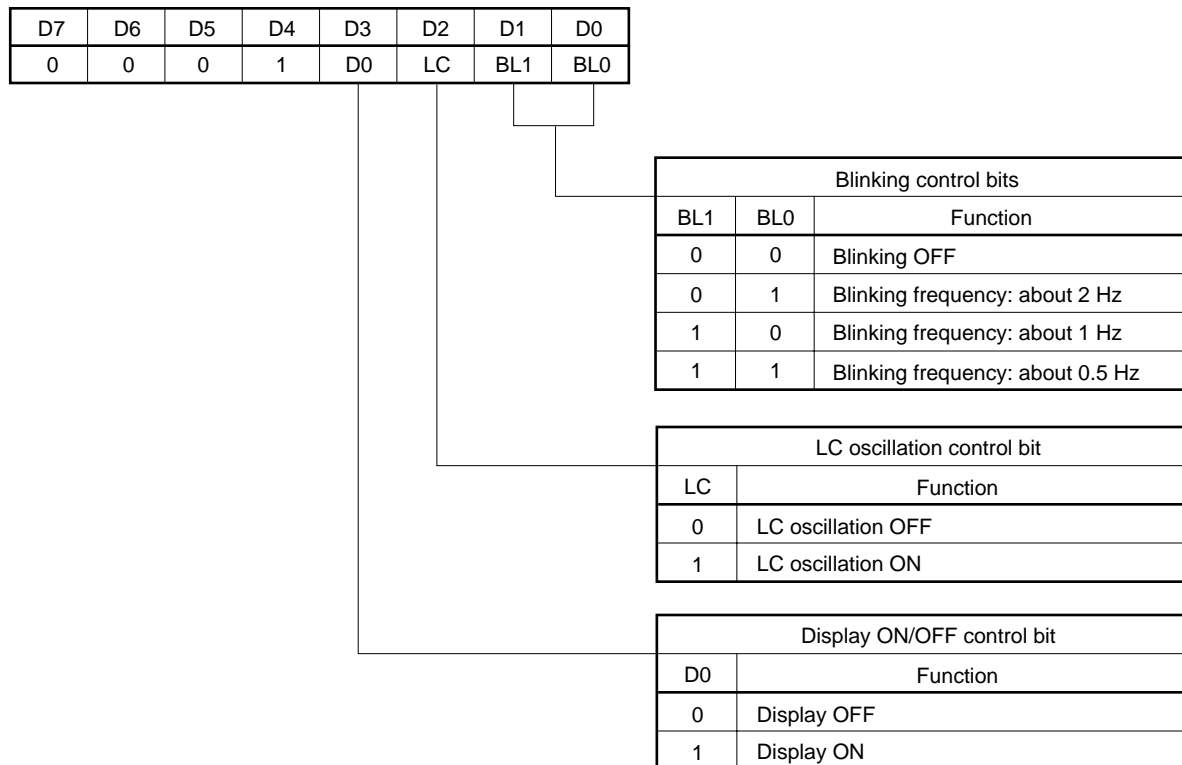 D7 D6 D5 D4 D3 D2 D1 D0
0 0 0 1 D0 LC BL1 BL0
Blinking control bits
BL1 BL0 Function
0 0 Blinking OFF
0 1 Blinking frequency: about 2 Hz
1 0 Blinking frequency: about 1 Hz
1 1 Blinking frequency: about 0.5 Hz
LC oscillation control bit
LC Function
0 LC oscillation OFF
1 LC oscillation ON
Display ON/OFF control bit
D0 Function
0 Display OFF
1 Display ON